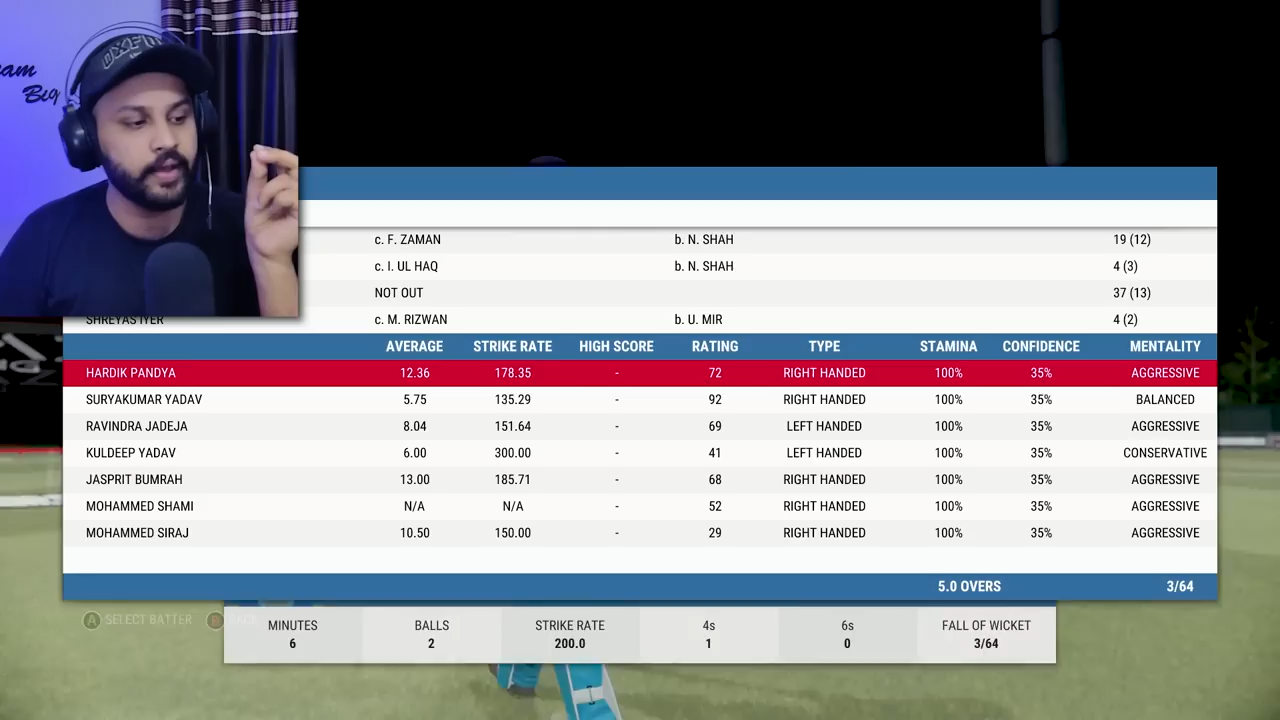 Big
c. F. ZAMAN b. N. SHAH 19 (12)
c. I. UL HAQ b. N. SHAH 4 (3)
NOT OUT 37 (13)
SHREYAS IYER c. M. RIZWAN b. U. MIR 4 (2)
AVERAGE STRIKE RATE HIGH SCORE RATING TYPE STAMINA CONFIDENCE MENTALITY
HARDIK PANDYA 12.36 178.35 - 72 RIGHT HANDED 100% 35% AGGRESSIVE
SURYAKUMAR YADAV 5.75 135.29 - 92 RIGHT HANDED 100% 35% BALANCED
RAVINDRA JADEJA 8.04 151.64 - 69 LEFT HANDED 100% 35% AGGRESSIVE
KULDEEP YADAV 6.00 300.00 - 41 LEFT HANDED 100% 35% CONSERVATIVE
JASPRIT BUMRAH 13.00 185.71 - 68 RIGHT HANDED 100% 35% AGGRESSIVE
MOHAMMED SHAMI N/A N/A - 52 RIGHT HANDED 100% 35% AGGRESSIVE
MOHAMMED SIRAJ 10.50 150.00 - 29 RIGHT HANDED 100% 35% AGGRESSIVE
5.0 OVERS 3/64
A SELECT BATTER B BACK
MINUTES BALLS STRIKE RATE 4s 6s FALL OF WICKET
6 2 200.0 1 0 3/64